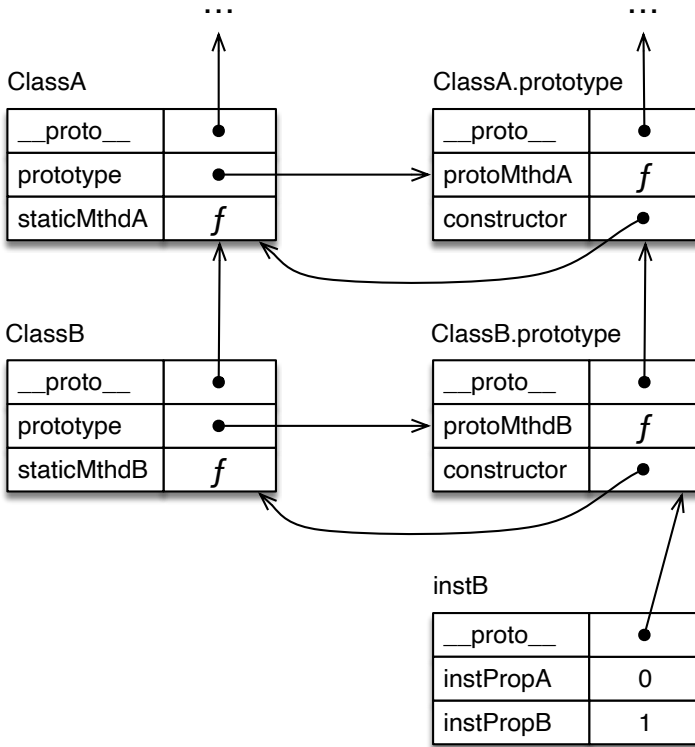 ... ...
ClassA ClassA.prototype
__proto__ __proto__
prototype protoMthdA ƒ
staticMthdA ƒ constructor
ClassB ClassB.prototype
__proto__ __proto__
prototype protoMthdB ƒ
staticMthdB ƒ constructor
instB
__proto__
instPropA 0
instPropB 1